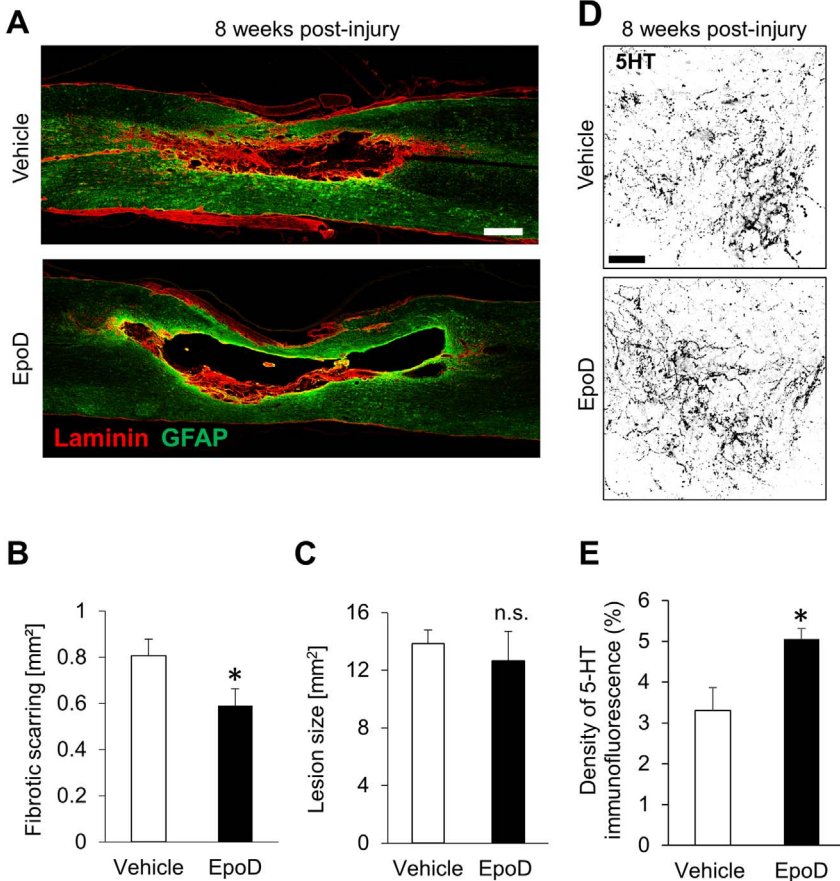 A
8 weeks post-injury
Vehicle
EpoD
Laminin GFAP
D
8 weeks post-injury
5HT
Vehicle
EpoD
B
Fibrotic scarring [mm²]
1
0.8
0.6
0.4
0.2
0
*
Vehicle EpoD
C
Lesion size [mm²]
16
12
8
4
0
n.s.
Vehicle EpoD
E
Density of 5-HT
immunofluorescence (%)
6
5
4
3
2
1
0
*
Vehicle EpoD